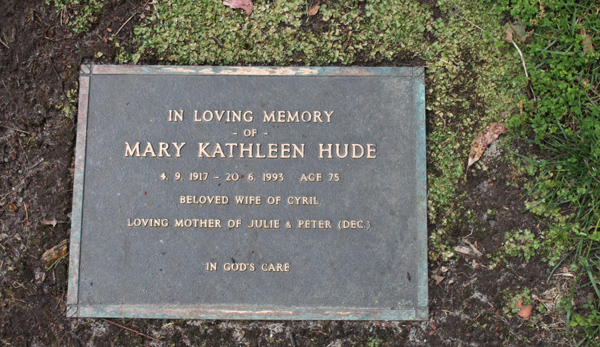 IN LOVING MEMORY
- OF -
MARY KATHLEEN HUDE
4. 9. 1917 - 20. 6. 1993 AGE 75
BELOVED WIFE OF CYRIL
LOVING MOTHER OF JULIE & PETER (DEC.)
IN GOD'S CARE